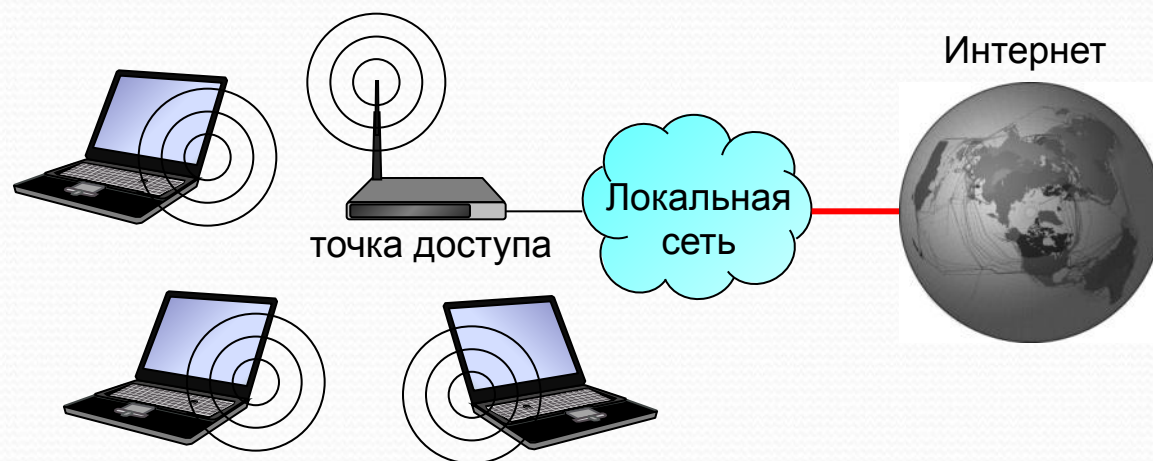 Интернет
Локальная
сеть
точка доступа